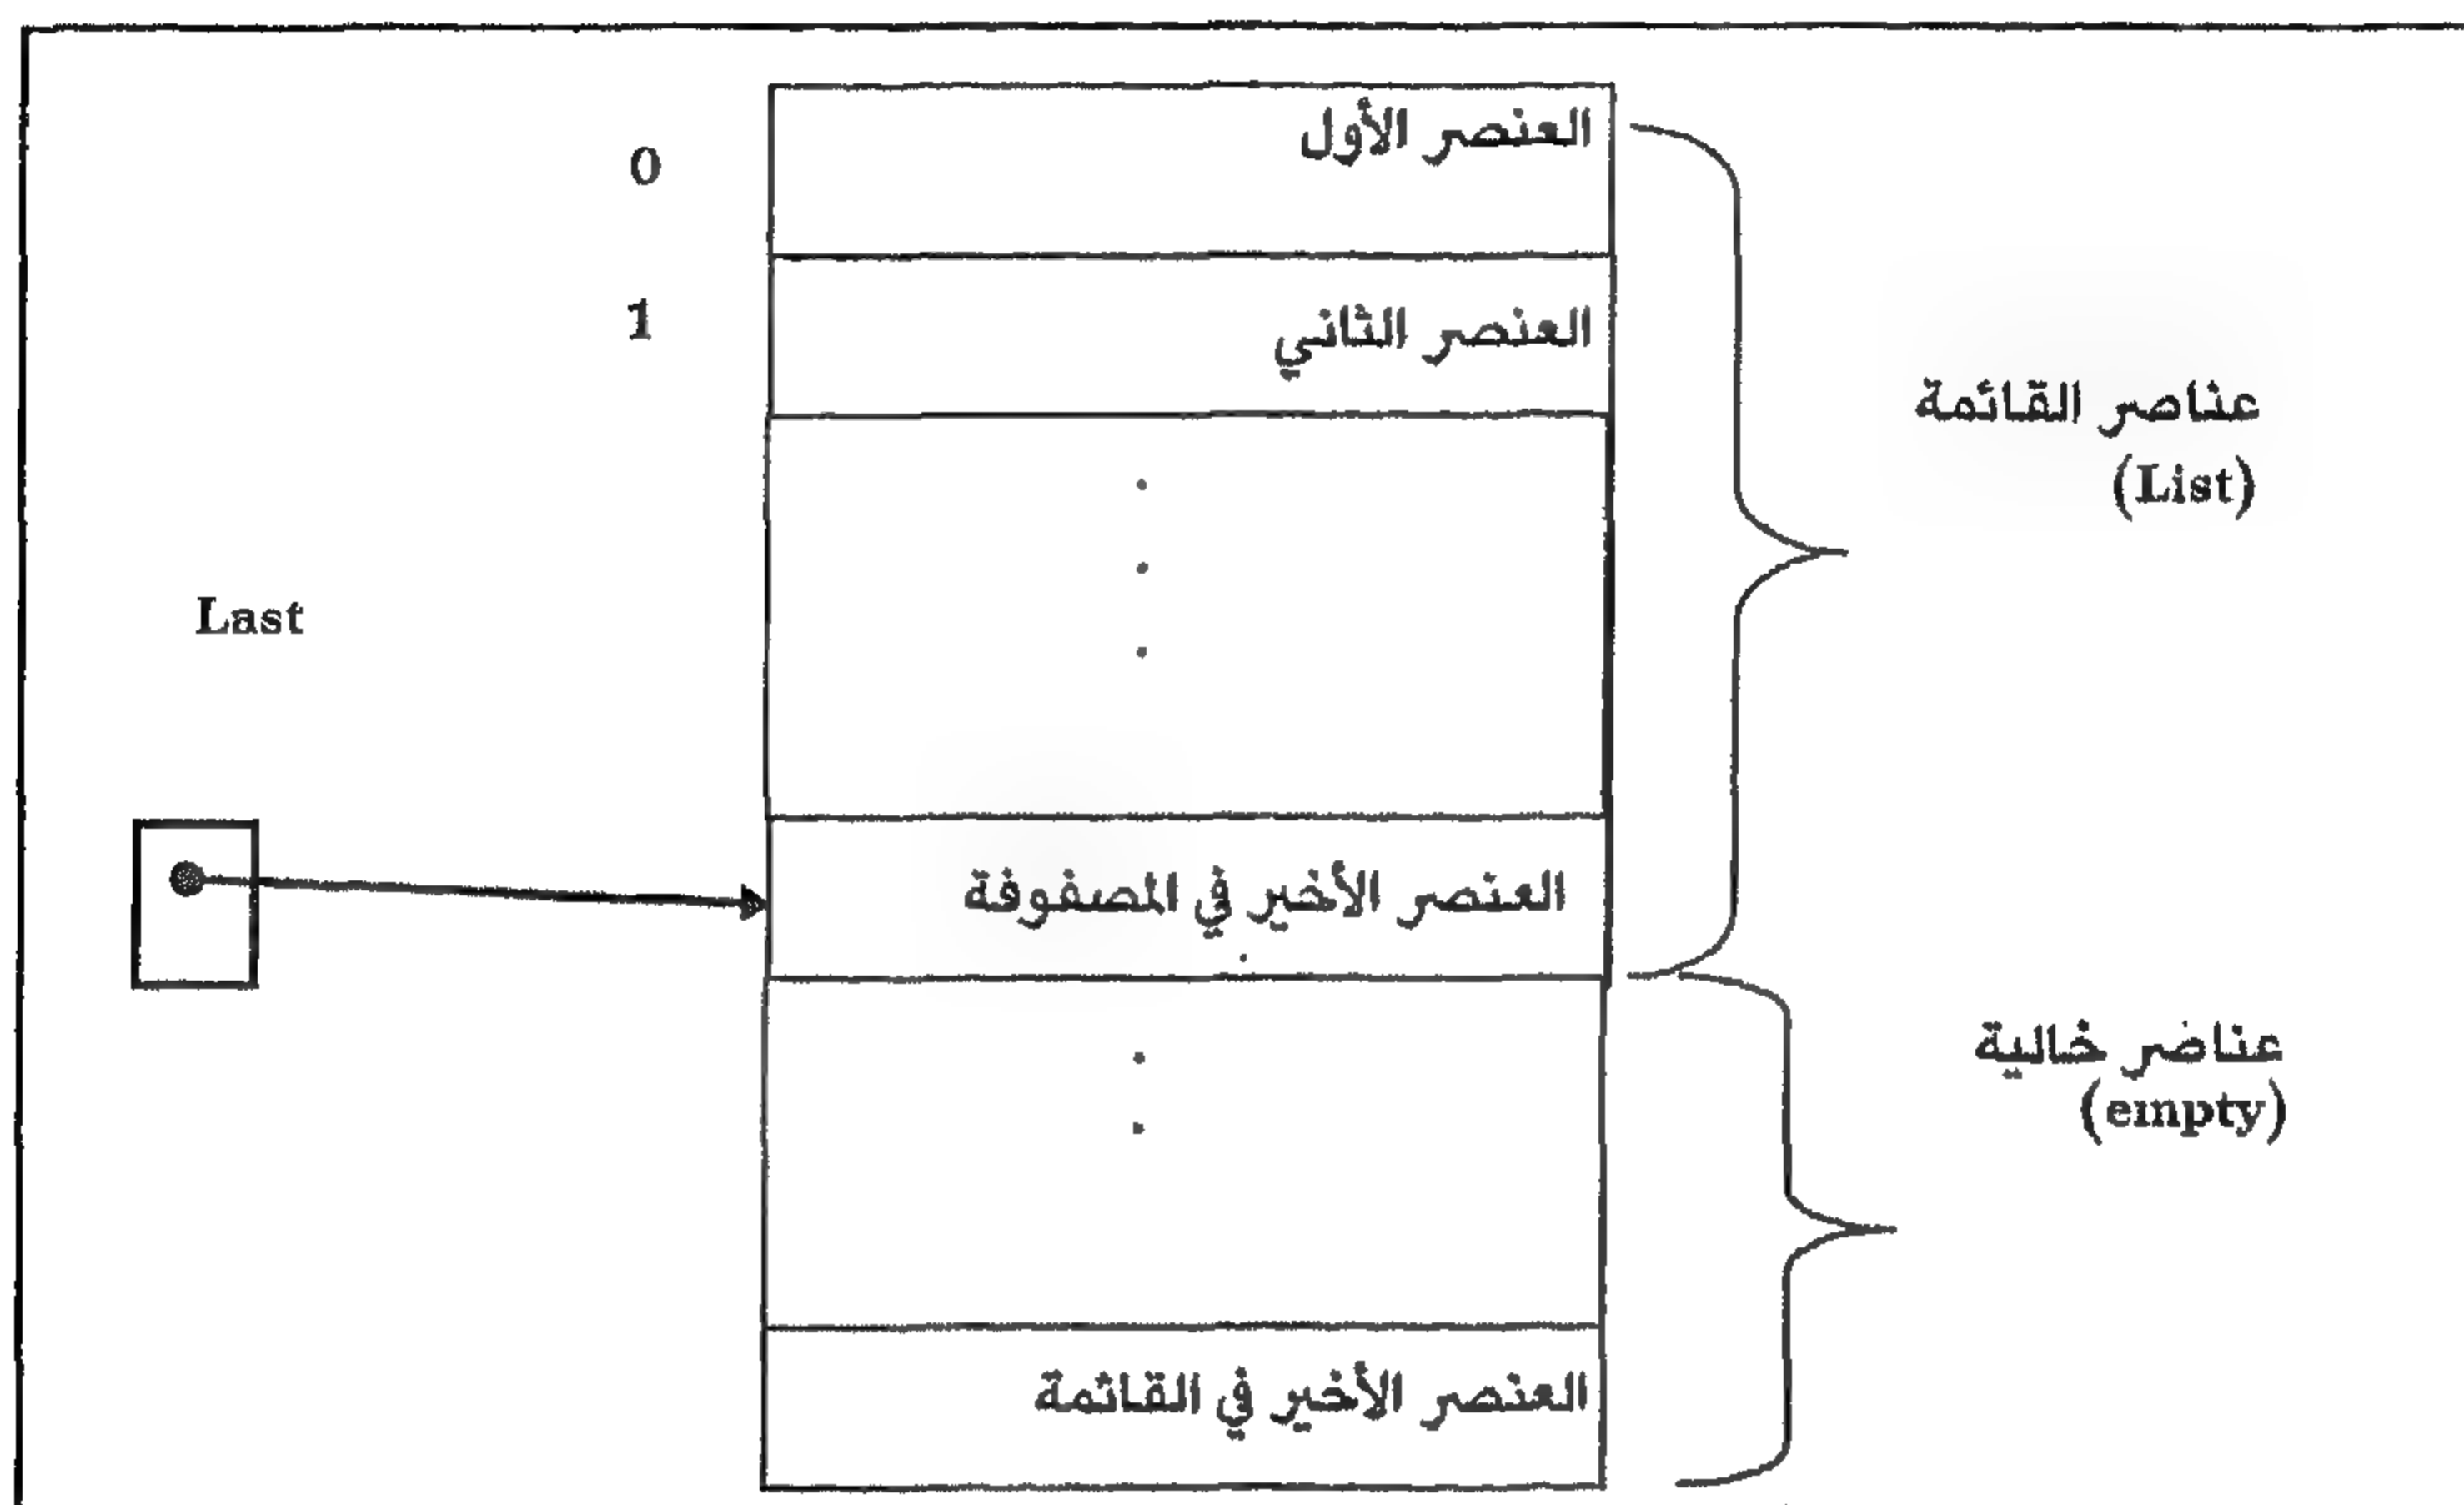 العنصر الأول
0
العنصر الثاني
1
عناصر القائمة
(List)
Last
العنصر الأخير في المصفوفة
عناصر خالية
(empty)
العنصر الأخير في القائمة